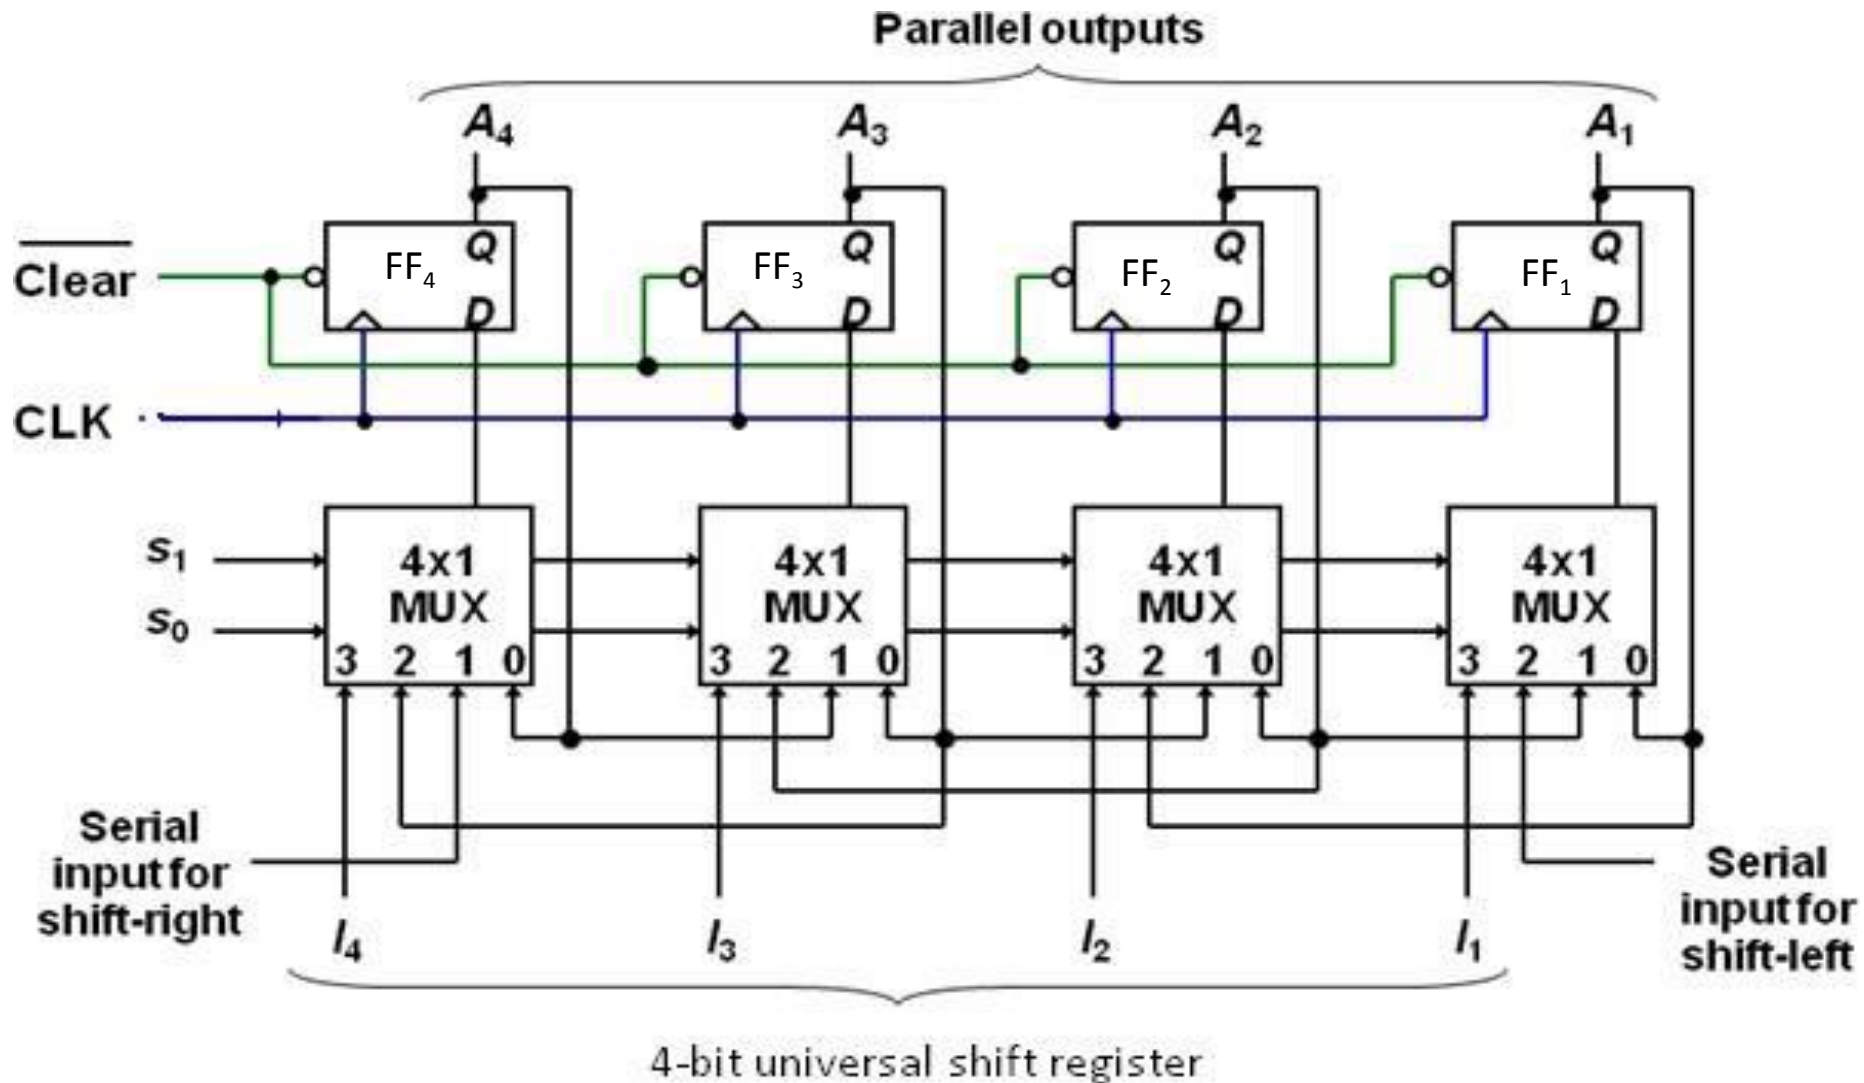 Parallel outputs
A4 A3 A2 A1
Clear
FF4 Q D
FF3 Q D
FF2 Q D
FF1 Q D
CLK
S1
S0
4x1 MUX 3 2 1 0
4x1 MUX 3 2 1 0
4x1 MUX 3 2 1 0
4x1 MUX 3 2 1 0
Serial
input for
shift-right
I4 I3 I2 I1
Serial
input for
shift-left
4-bit universal shift register